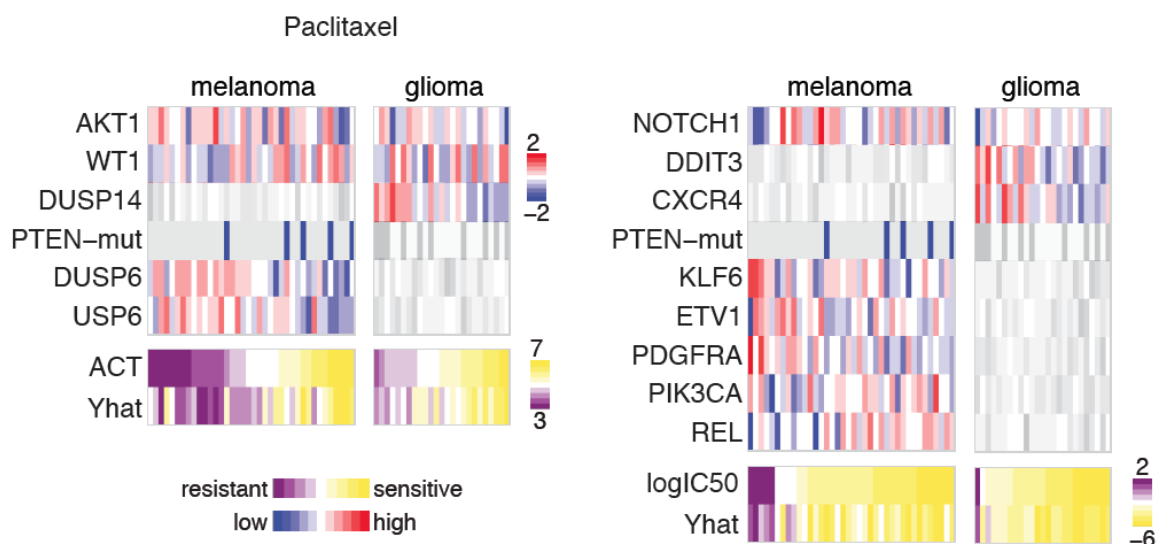 Paclitaxel
melanoma glioma
AKT1
WT1
DUSP14
PTEN−mut
DUSP6
USP6
2
−2
ACT
Yhat
7
3
resistant sensitive
low high
melanoma glioma
NOTCH1
DDIT3
CXCR4
PTEN−mut
KLF6
ETV1
PDGFRA
PIK3CA
REL
logIC50
Yhat
2
−6